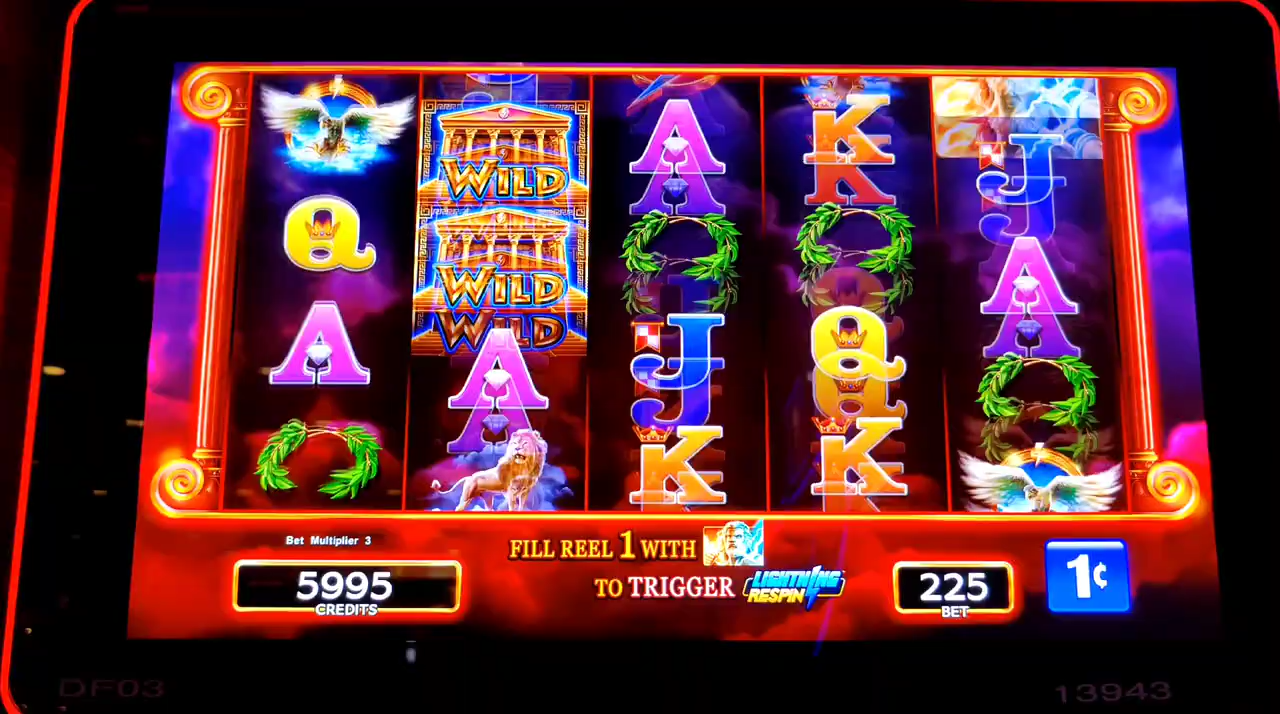 WILD
WILD
WILD
A
A
K
K
J
J
Q
A
A
A
A
A
J
J
Q
Q
K
K
Bet Multiplier 3
5995
CREDITS
FILL REEL 1 WITH
TO TRIGGER LIGHTNING RESPIN
225
BET
1¢
DF03
13943